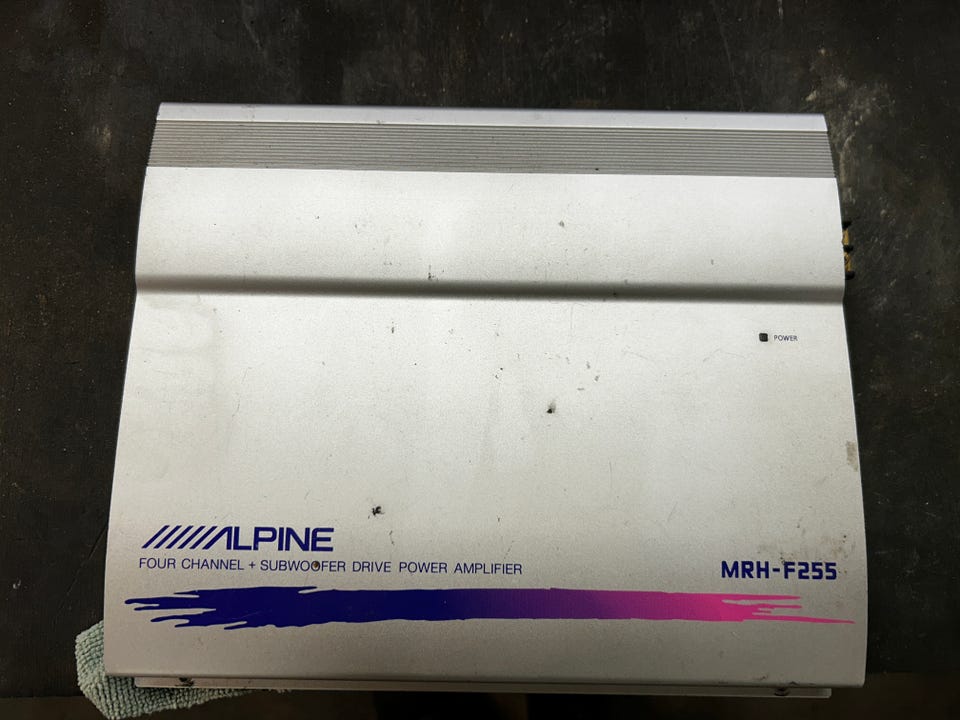 POWER
ALPINE
FOUR CHANNEL + SUBWOOFER DRIVE POWER AMPLIFIER
MRH-F255